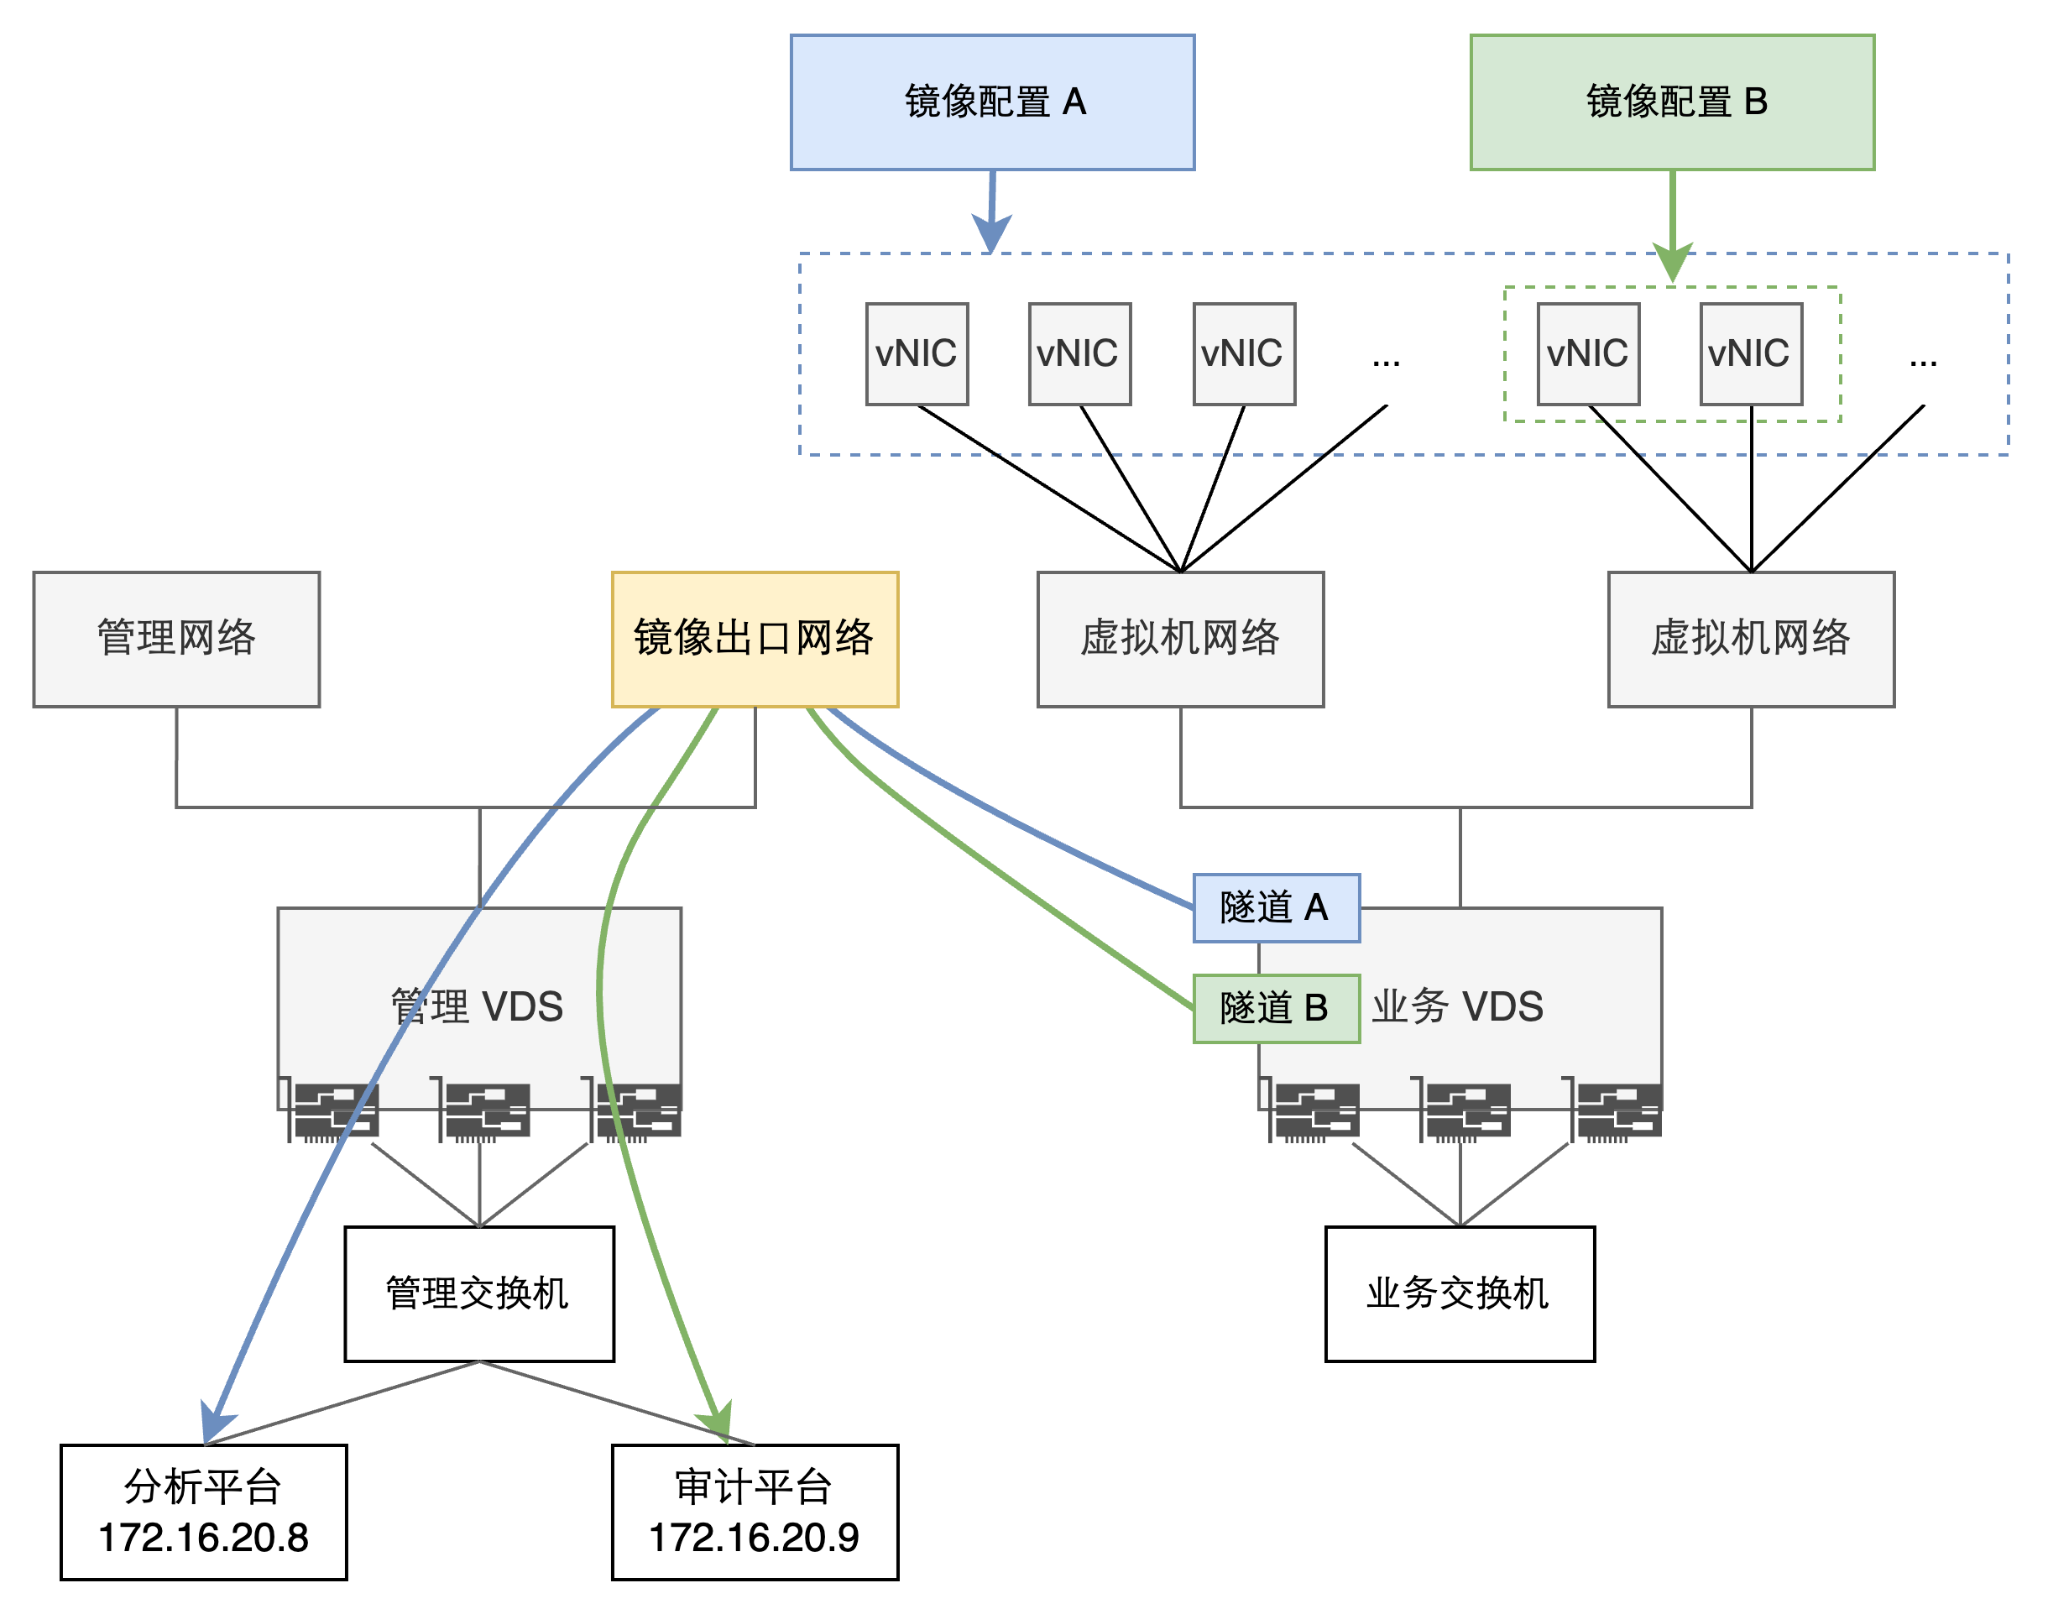 镜像配置 A
镜像配置 B
vNIC
vNIC
vNIC
...
vNIC
vNIC
...
管理网络
镜像出口网络
虚拟机网络
虚拟机网络
隧道 A
隧道 B
管理 VDS
业务 VDS
管理交换机
业务交换机
分析平台
172.16.20.8
审计平台
172.16.20.9